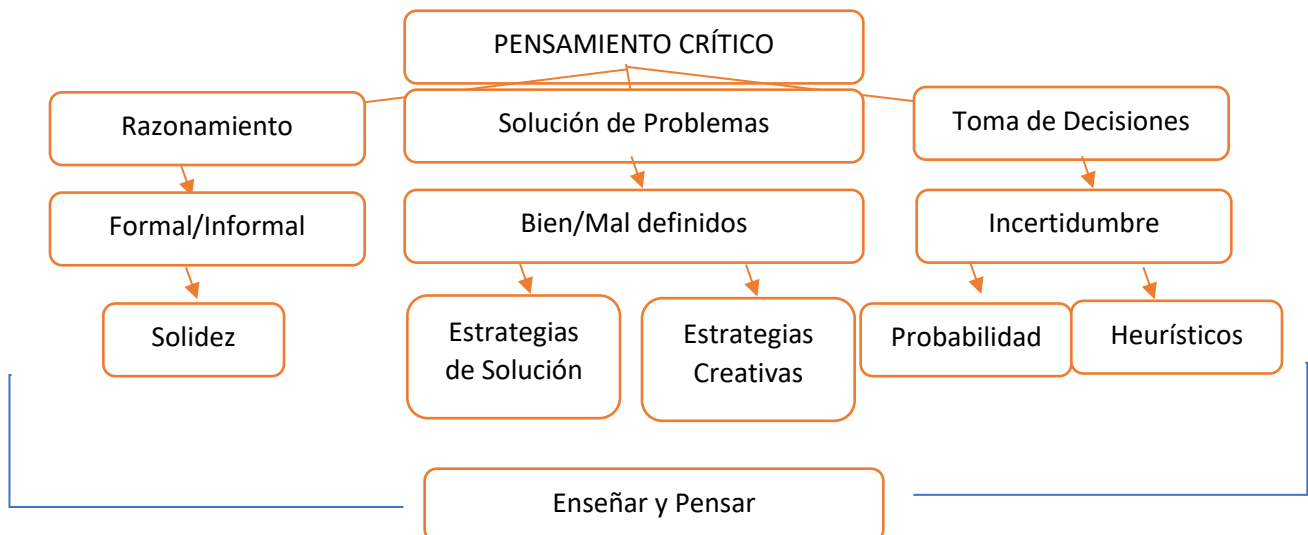 PENSAMIENTO CRÍTICO
Razonamiento
Solución de Problemas
Toma de Decisiones
Formal/Informal
Bien/Mal definidos
Incertidumbre
Solidez
Estrategias
de Solución
Estrategias
Creativas
Probabilidad
Heurísticos
Enseñar y Pensar